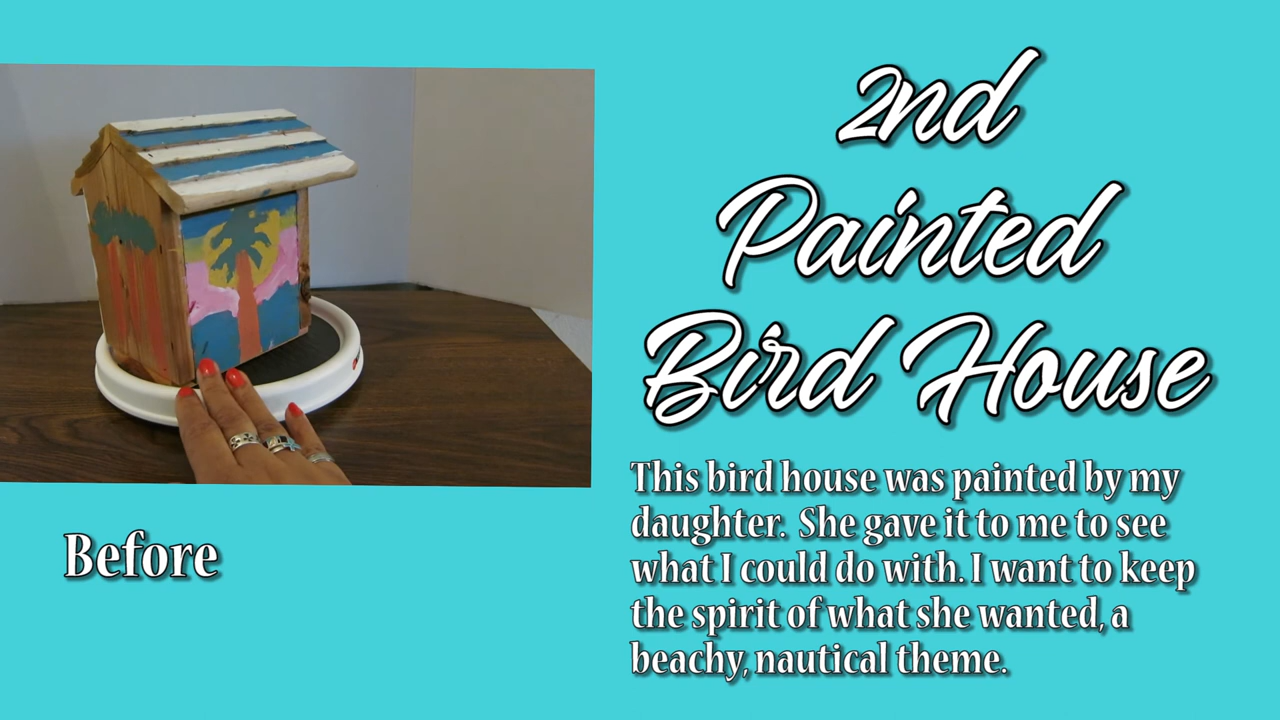 2nd
Painted
Bird House
This bird house was painted by my
daughter. She gave it to me to see
what I could do with. I want to keep
the spirit of what she wanted, a
beachy, nautical theme.
Before